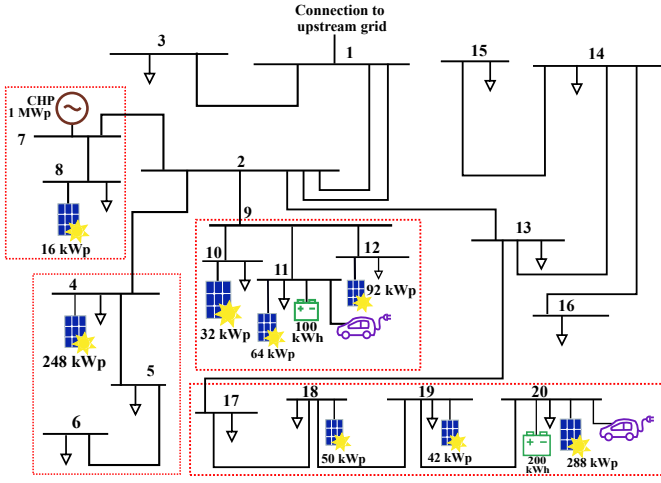 Connection to
upstream grid
3
1
15
14
CHP
1 MWp
7
8
2
16 kWp
9
10
11
12
13
32 kWp
64 kWp
100
kWh
92 kWp
4
248 kWp
5
6
16
17
18
19
20
50 kWp
42 kWp
200
kWh
288 kWp